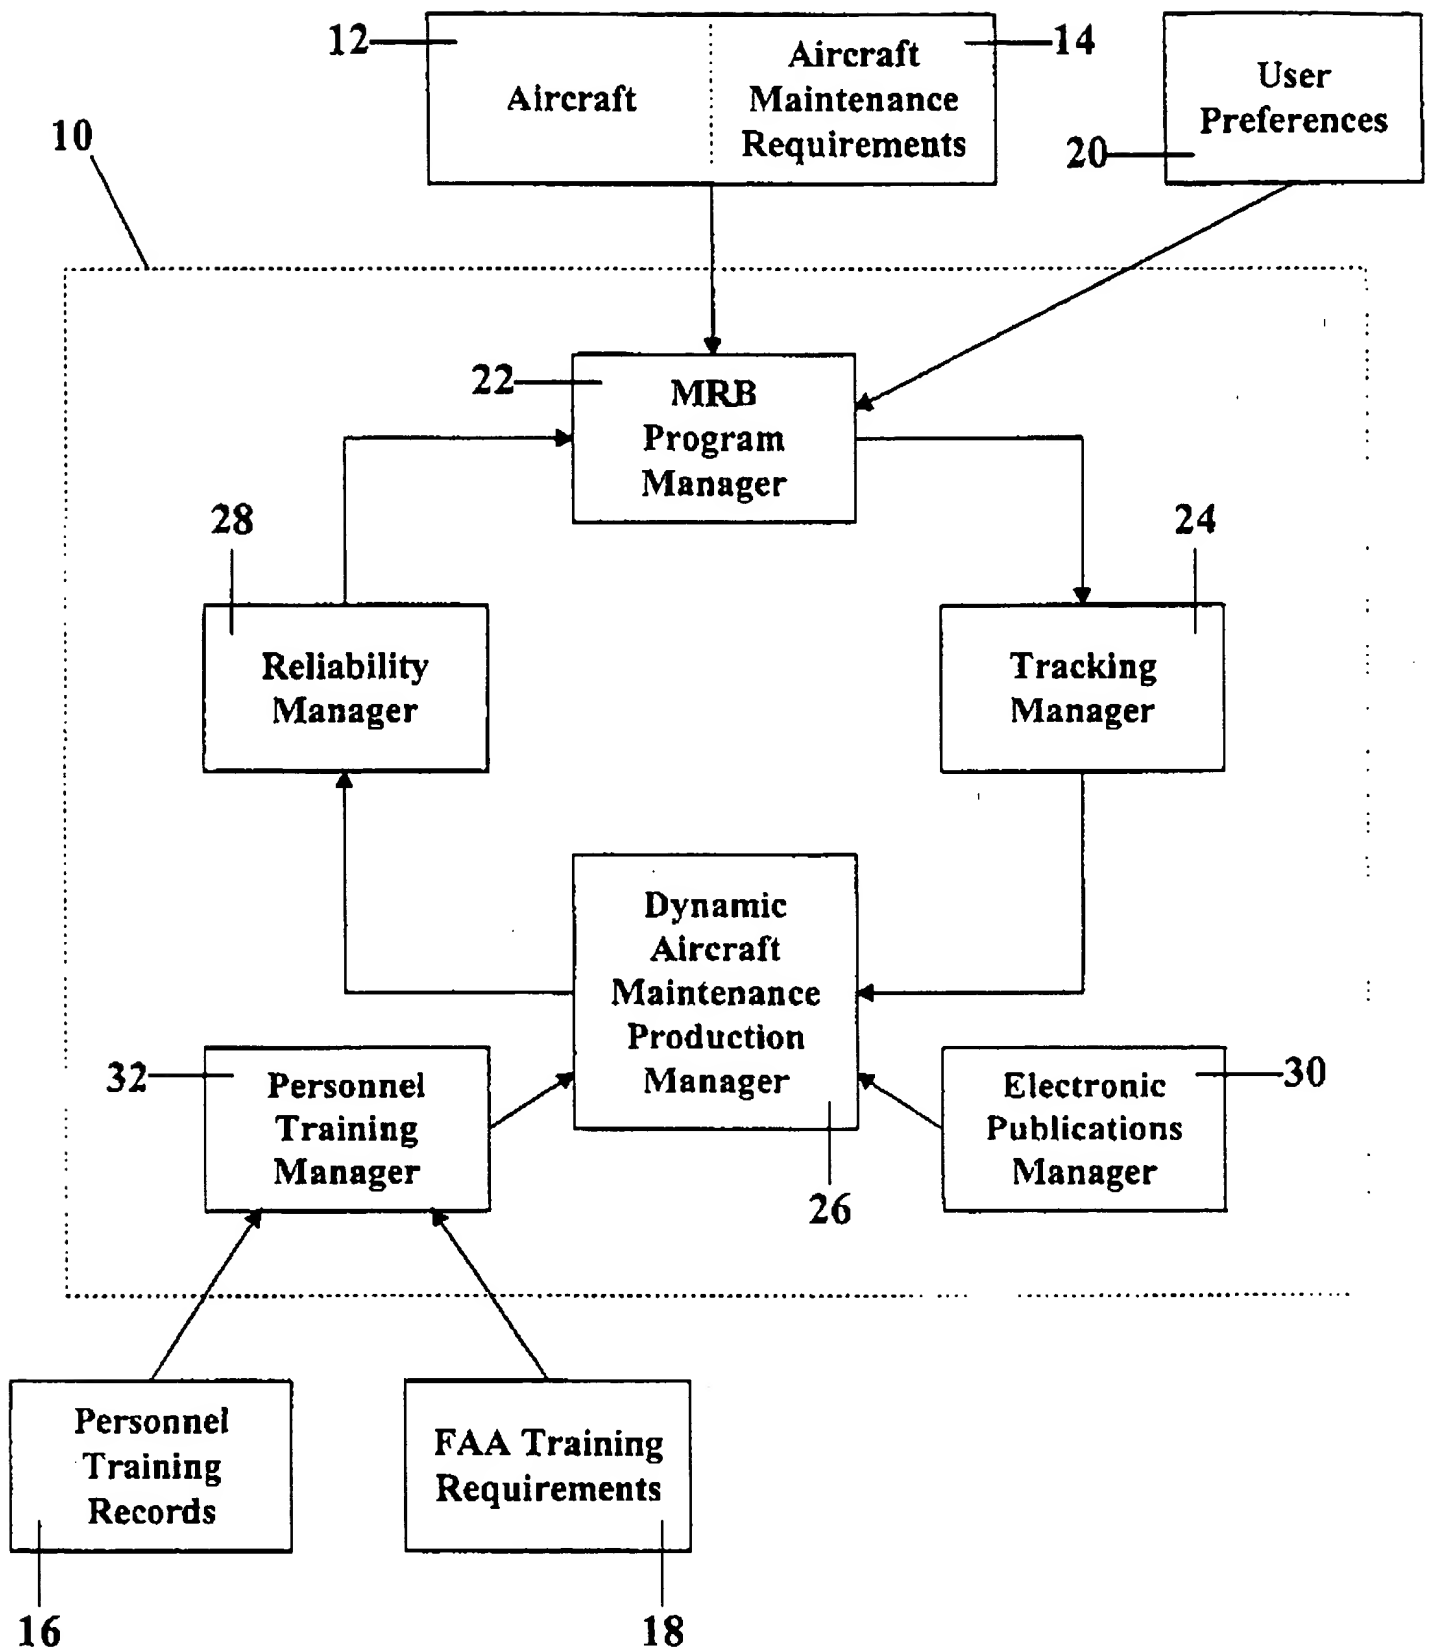 12
Aircraft
Aircraft
Maintenance
Requirements
14
User
Preferences
20
10
22
MRB
Program
Manager
28
Reliability
Manager
24
Tracking
Manager
Dynamic
Aircraft
Maintenance
Production
Manager
26
32
Personnel
Training
Manager
Electronic
Publications
Manager
30
Personnel
Training
Records
16
FAA Training
Requirements
18